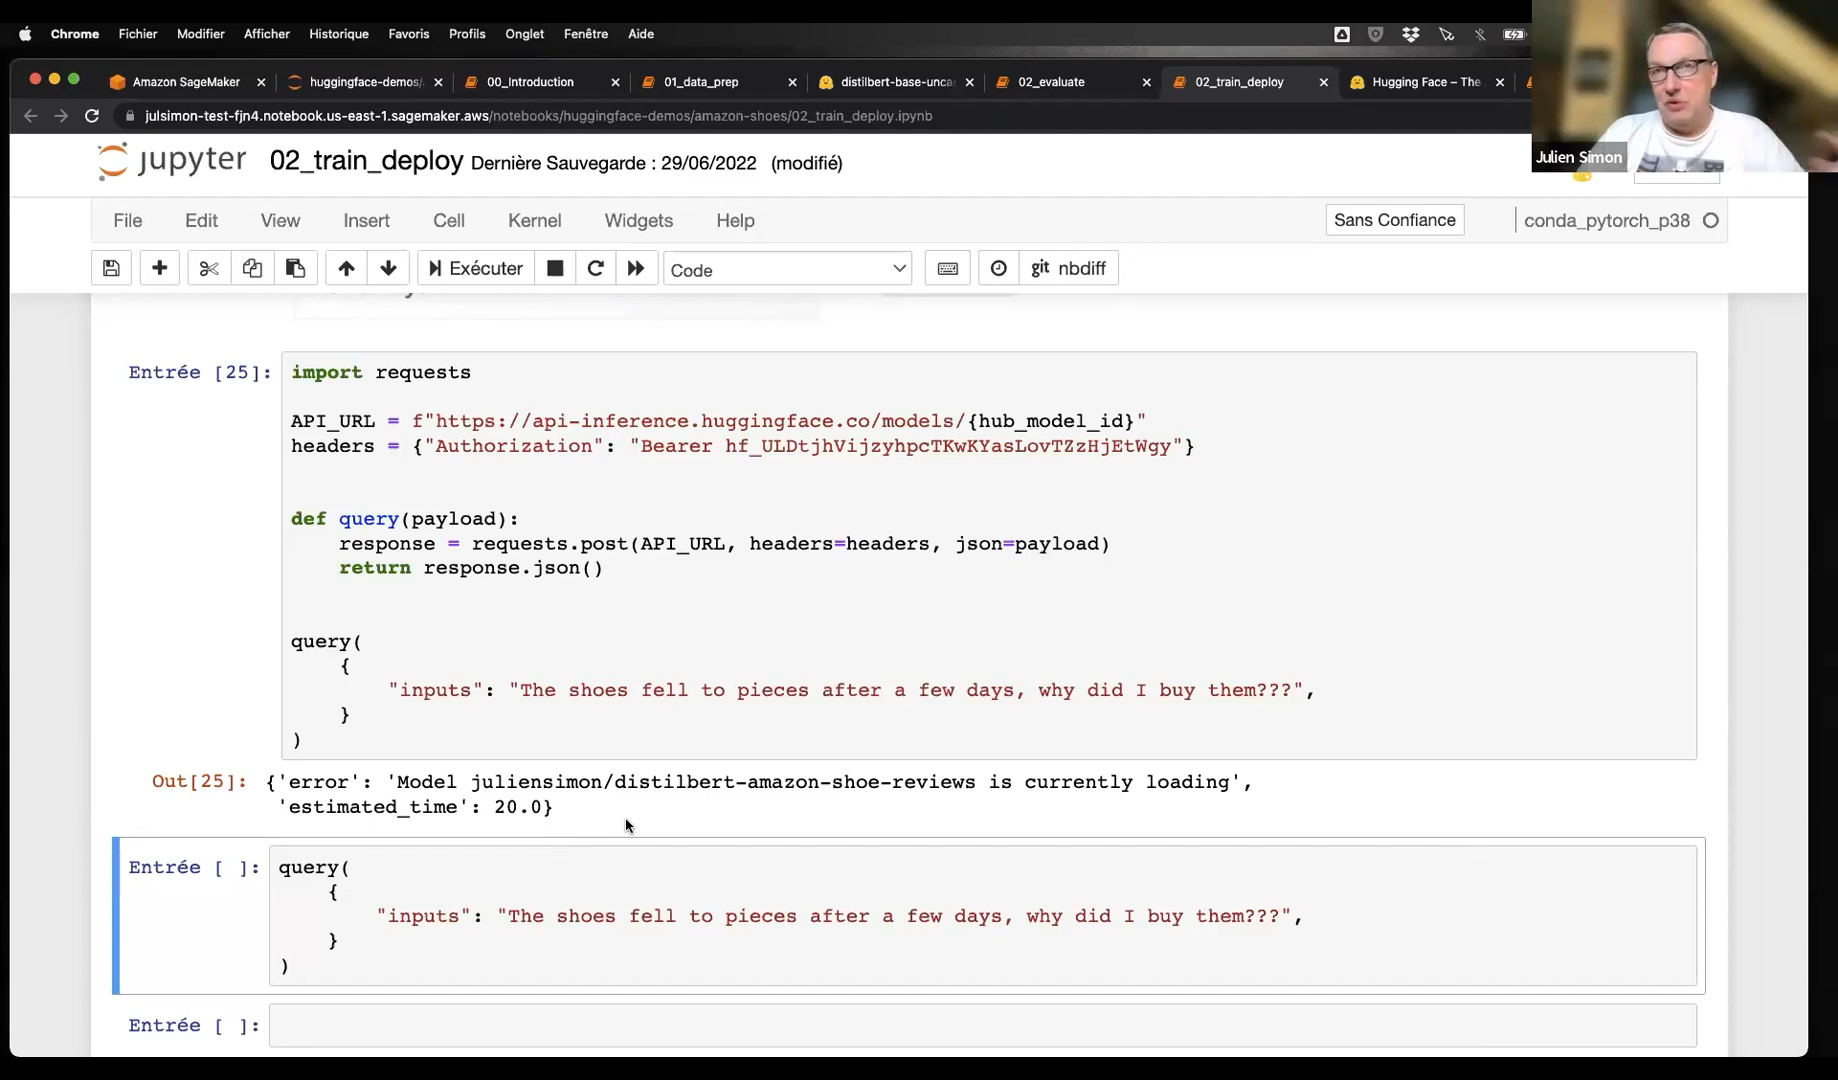 Chrome Fichier Modifier Afficher Historique Favoris Profils Onglet Fenêtre Aide
Amazon SageMaker huggingface-demos/ 00_Introduction 01_data_prep distilbert-base-unca 02_evaluate 02_train_deploy Hugging Face – The
julsimon-test-fjn4.notebook.us-east-1.sagemaker.aws/notebooks/huggingface-demos/amazon-shoes/02_train_deploy.ipynb
Julien Simon
jupyter 02_train_deploy Dernière Sauvegarde : 29/06/2022 (modifié)
File Edit View Insert Cell Kernel Widgets Help Sans Confiance conda_pytorch_p38
Exécuter Code git nbdiff
Entrée [25]: import requests
API_URL = f"https://api-inference.huggingface.co/models/{hub_model_id}"
headers = {"Authorization": "Bearer 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"}
def query(payload):
response = requests.post(API_URL, headers=headers, json=payload)
return response.json()
query(
{
"inputs": "The shoes fell to pieces after a few days, why did I buy them???",
}
)
Out[25]: {'error': 'Model juliensimon/distilbert-amazon-shoe-reviews is currently loading',
'estimated_time': 20.0}
Entrée [ ]: query(
{
"inputs": "The shoes fell to pieces after a few days, why did I buy them???",
}
)
Entrée [ ]: